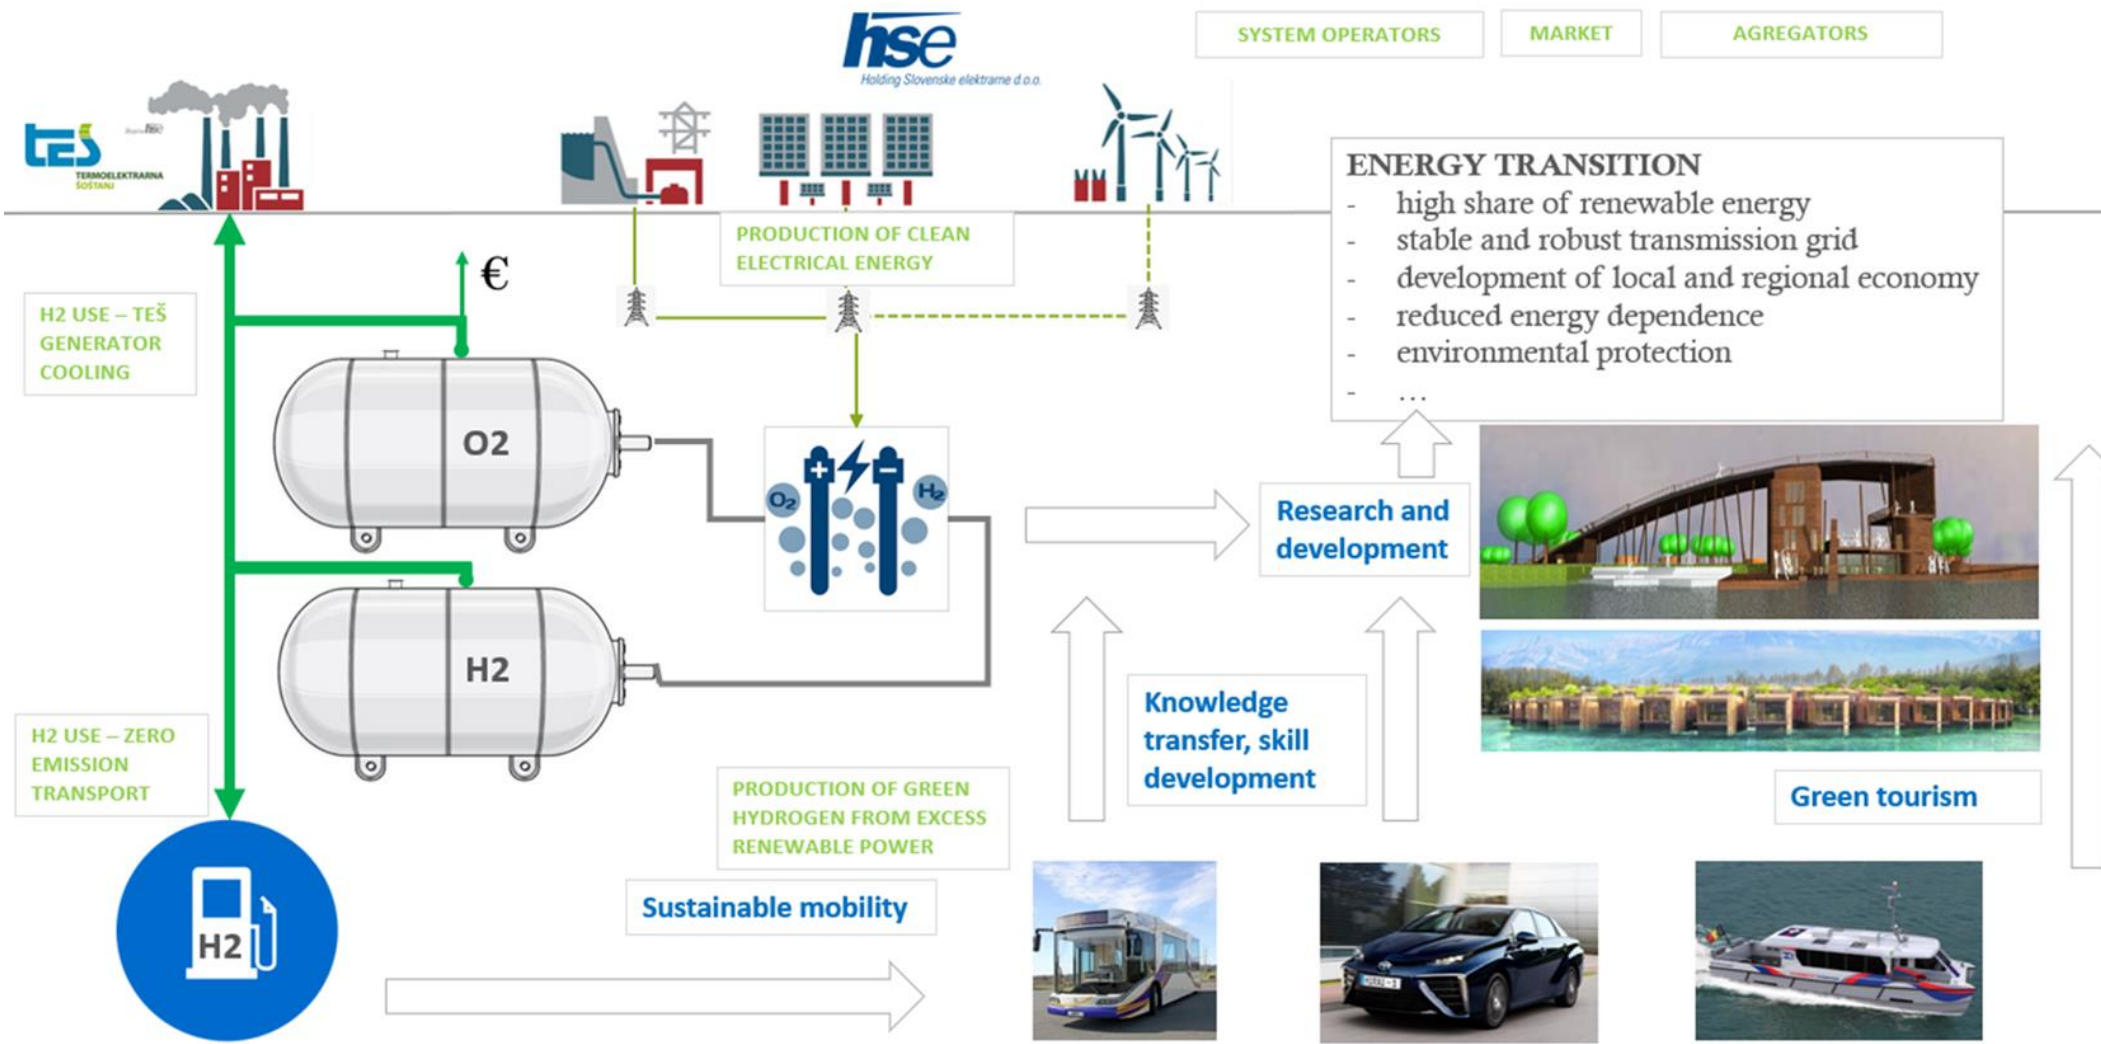 hse
Holding Slovenske elektrarne d.o.o.
SYSTEM OPERATORS
MARKET
AGREGATORS
teš
TERMOELEKTRARNA
ŠOŠTANJ
hse
ENERGY TRANSITION
- high share of renewable energy
- stable and robust transmission grid
- development of local and regional economy
- reduced energy dependence
- environmental protection
- ...
PRODUCTION OF CLEAN
ELECTRICAL ENERGY
€
H2 USE – TEŠ
GENERATOR
COOLING
O2
+
-
O2
H2
Research and
development
H2
Knowledge
transfer, skill
development
H2 USE – ZERO
EMISSION
TRANSPORT
PRODUCTION OF GREEN
HYDROGEN FROM EXCESS
RENEWABLE POWER
Green tourism
Sustainable mobility
H2